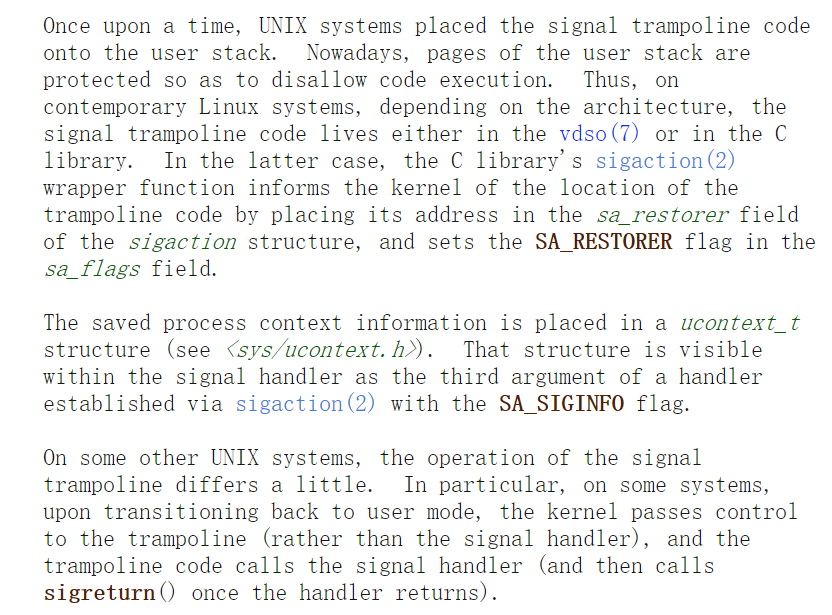 Once upon a time, UNIX systems placed the signal trampoline code
onto the user stack.  Nowadays, pages of the user stack are
protected so as to disallow code execution.  Thus, on
contemporary Linux systems, depending on the architecture, the
signal trampoline code lives either in the vdso(7) or in the C
library.  In the latter case, the C library's sigaction(2)
wrapper function informs the kernel of the location of the
trampoline code by placing its address in the sa_restorer field
of the sigaction structure, and sets the SA_RESTORER flag in the
sa_flags field.

The saved process context information is placed in a ucontext_t
structure (see <sys/ucontext.h>).  That structure is visible
within the signal handler as the third argument of a handler
established via sigaction(2) with the SA_SIGINFO flag.

On some other UNIX systems, the operation of the signal
trampoline differs a little.  In particular, on some systems,
upon transitioning back to user mode, the kernel passes control
to the trampoline (rather than the signal handler), and the
trampoline code calls the signal handler (and then calls
sigreturn() once the handler returns).